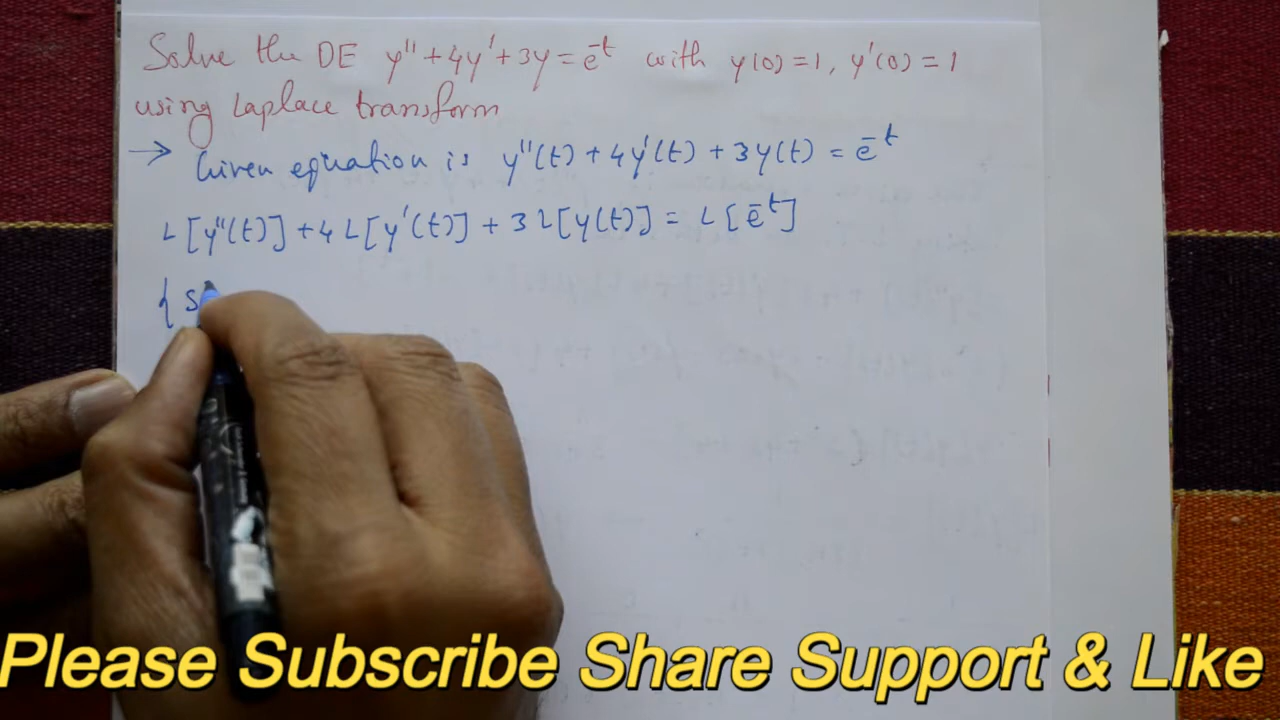 Solve the DE y'' + 4y' + 3y = e^-t with y(0) = 1, y'(0) = 1
using Laplace transform
→ Given equation is y''(t) + 4y'(t) + 3y(t) = e^-t
L[y''(t)] + 4L[y'(t)] + 3L[y(t)] = L[e^-t]
{ s
Please Subscribe Share Support & Like